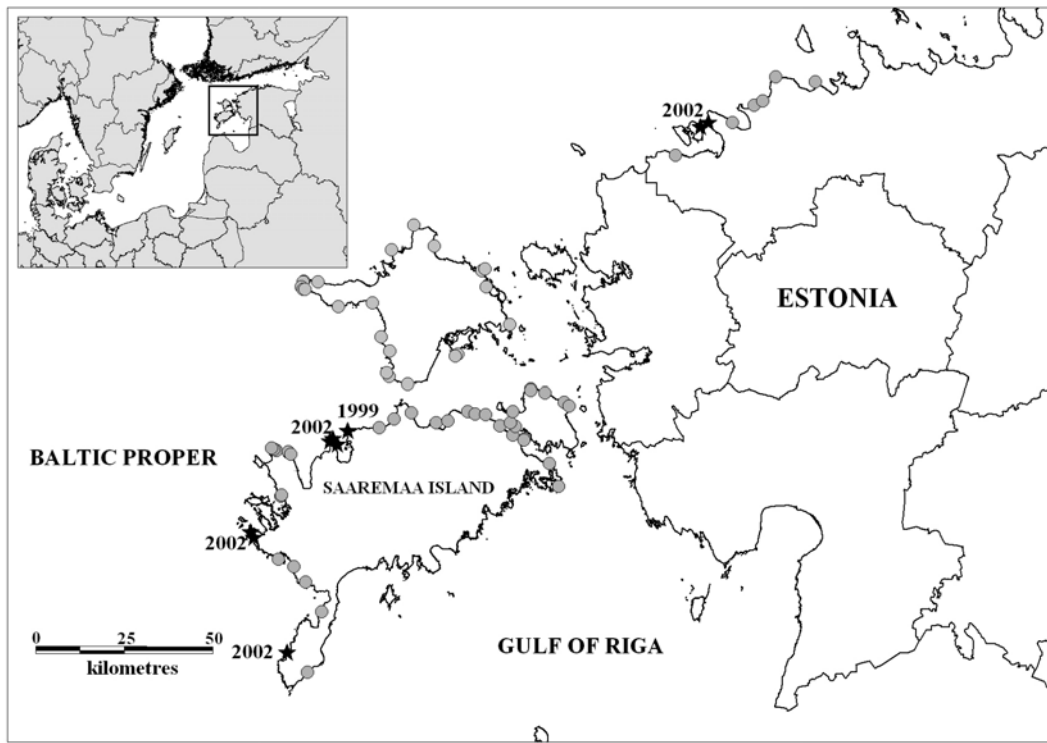 2002
ESTONIA
1999
2002
BALTIC PROPER
SAAREMAA ISLAND
2002
0 25 50
kilometres
2002
GULF OF RIGA